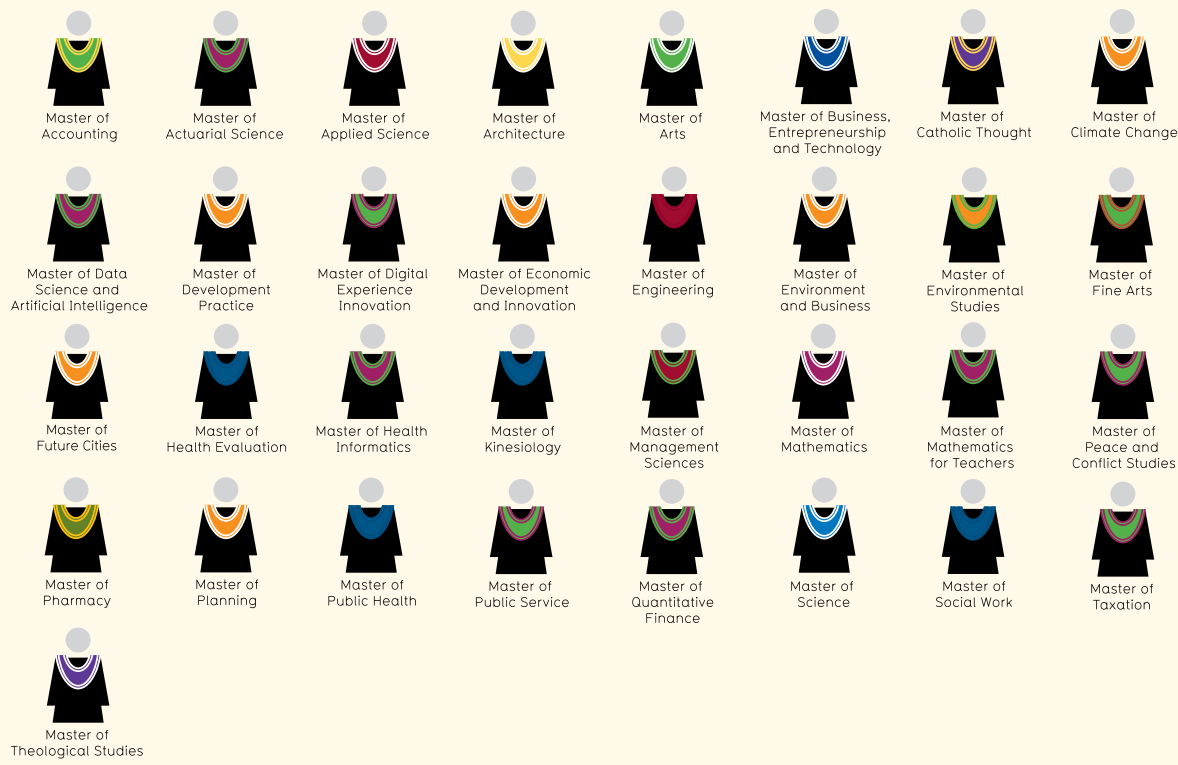 Master of
Accounting
Master of
Actuarial Science
Master of
Applied Science
Master of
Architecture
Master of
Arts
Master of Business,
Entrepreneurship
and Technology
Master of
Catholic Thought
Master of
Climate Change
Master of Data
Science and
Artificial Intelligence
Master of
Development
Practice
Master of Digital
Experience
Innovation
Master of Economic
Development
and Innovation
Master of
Engineering
Master of
Environment
and Business
Master of
Environmental
Studies
Master of
Fine Arts
Master of
Future Cities
Master of
Health Evaluation
Master of Health
Informatics
Master of
Kinesiology
Master of
Management
Sciences
Master of
Mathematics
Master of
Mathematics
for Teachers
Master of
Peace and
Conflict Studies
Master of
Pharmacy
Master of
Planning
Master of
Public Health
Master of
Public Service
Master of
Quantitative
Finance
Master of
Science
Master of
Social Work
Master of
Taxation
Master of
Theological Studies